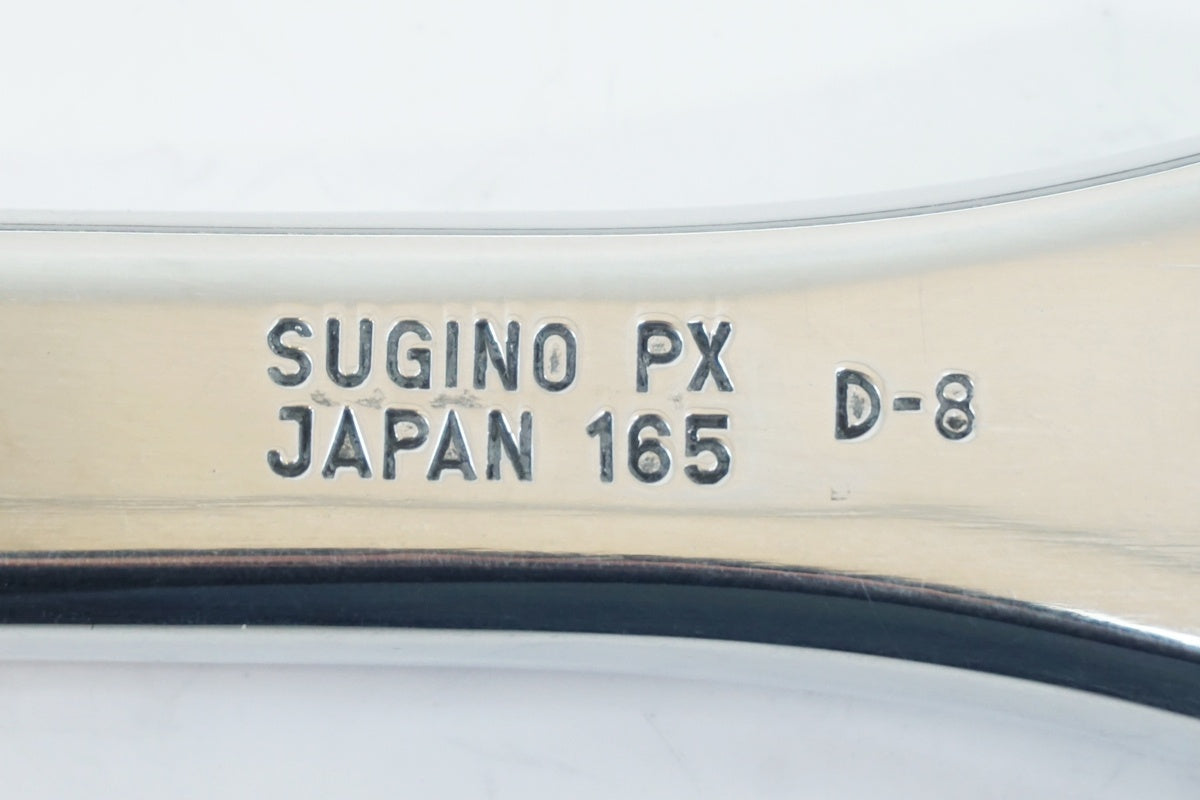 SUGINO PX
JAPAN 165
D-8